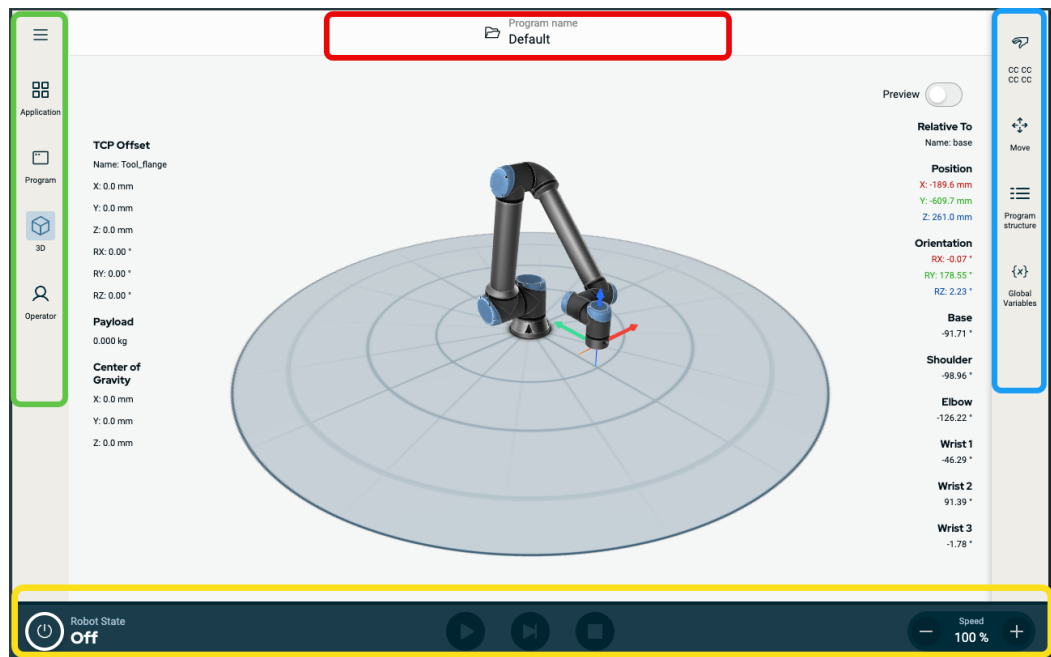 Program name
Default
Application
Program
3D
Operator
TCP Offset
Name: Tool_flange
X: 0.0 mm
Y: 0.0 mm
Z: 0.0 mm
RX: 0.00 °
RY: 0.00 °
RZ: 0.00 °
Payload
0.000 kg
Center of
Gravity
X: 0.0 mm
Y: 0.0 mm
Z: 0.0 mm
Preview
Relative To
Name: base
Position
X: -189.6 mm
Y: -609.7 mm
Z: 261.0 mm
Orientation
RX: -0.07 °
RY: 178.55 °
RZ: 2.23 °
Base
-91.71 °
Shoulder
-98.96 °
Elbow
-126.22 °
Wrist 1
-46.29 °
Wrist 2
91.39 °
Wrist 3
-1.78 °
CC CC
CC CC
Move
Program
structure
{x}
Global
Variables
Robot State
Off
Speed
100 %